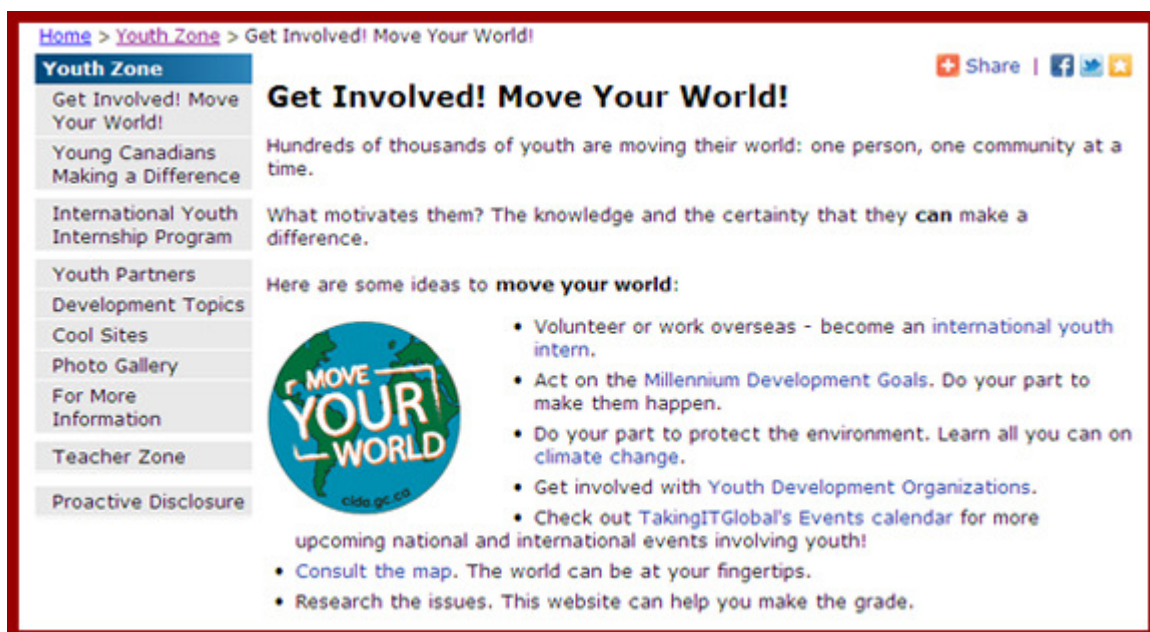 Home > Youth Zone > Get Involved! Move Your World!
Share |
Youth Zone
Get Involved! Move
Your World!
Young Canadians
Making a Difference
International Youth
Internship Program
Youth Partners
Development Topics
Cool Sites
Photo Gallery
For More
Information
Teacher Zone
Proactive Disclosure
Get Involved! Move Your World!
Hundreds of thousands of youth are moving their world: one person, one community at a
time.
What motivates them? The knowledge and the certainty that they can make a
difference.
Here are some ideas to move your world:
MOVE
YOUR
WORLD
cida.gc.ca
• Volunteer or work overseas - become an international youth
intern.
• Act on the Millennium Development Goals. Do your part to
make them happen.
• Do your part to protect the environment. Learn all you can on
climate change.
• Get involved with Youth Development Organizations.
• Check out TakingITGlobal's Events calendar for more
upcoming national and international events involving youth!
• Consult the map. The world can be at your fingertips.
• Research the issues. This website can help you make the grade.